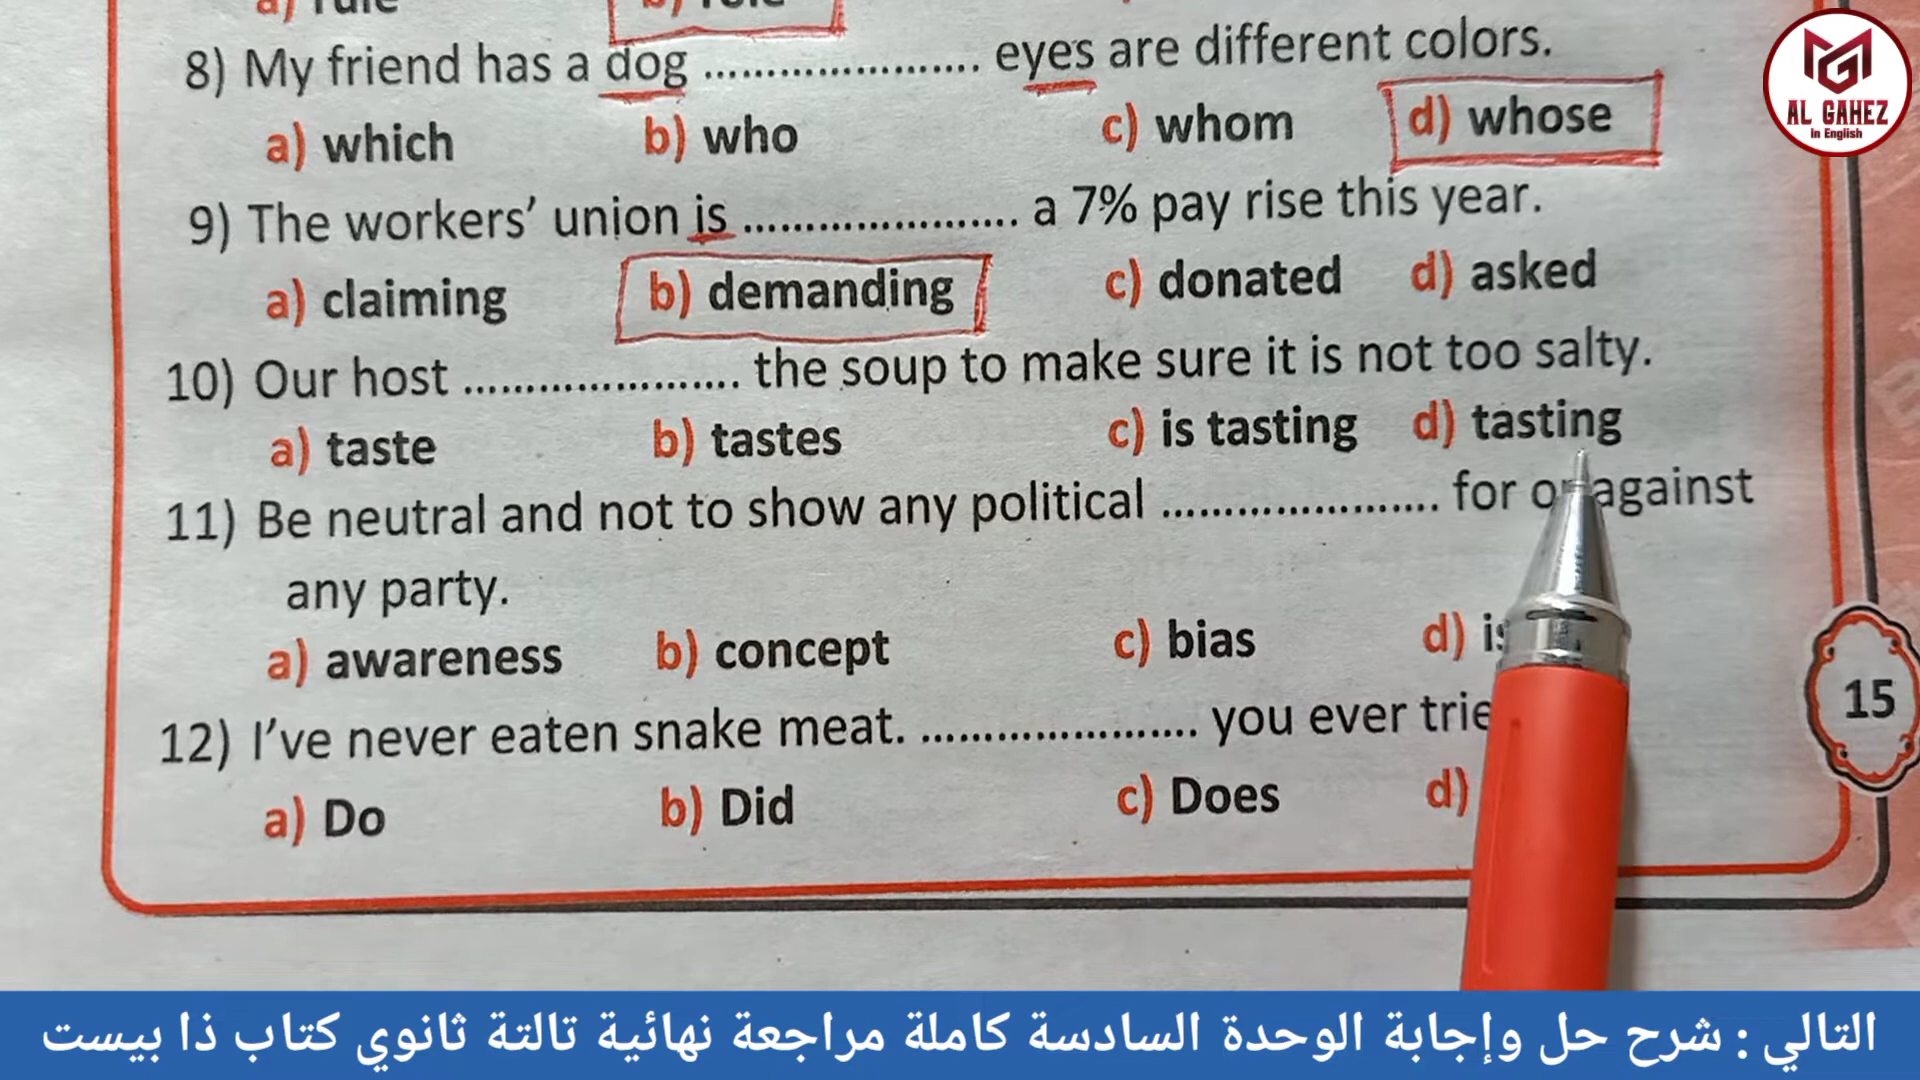 8) My friend has a dog ...................... eyes are different colors.
a) which b) who c) whom d) whose
9) The workers' union is ...................... a 7% pay rise this year.
a) claiming b) demanding c) donated d) asked
10) Our host ...................... the soup to make sure it is not too salty.
a) taste b) tastes c) is tasting d) tasting
11) Be neutral and not to show any political ...................... for or against
any party.
a) awareness b) concept c) bias d)
12) I've never eaten snake meat. ...................... you ever
a) Do b) Did c) Does d)
15
AL GAHEZ
in English
التالي : شرح حل وإجابة الوحدة السادسة كاملة مراجعة نهائية تالتة ثانوي كتاب ذا بيست